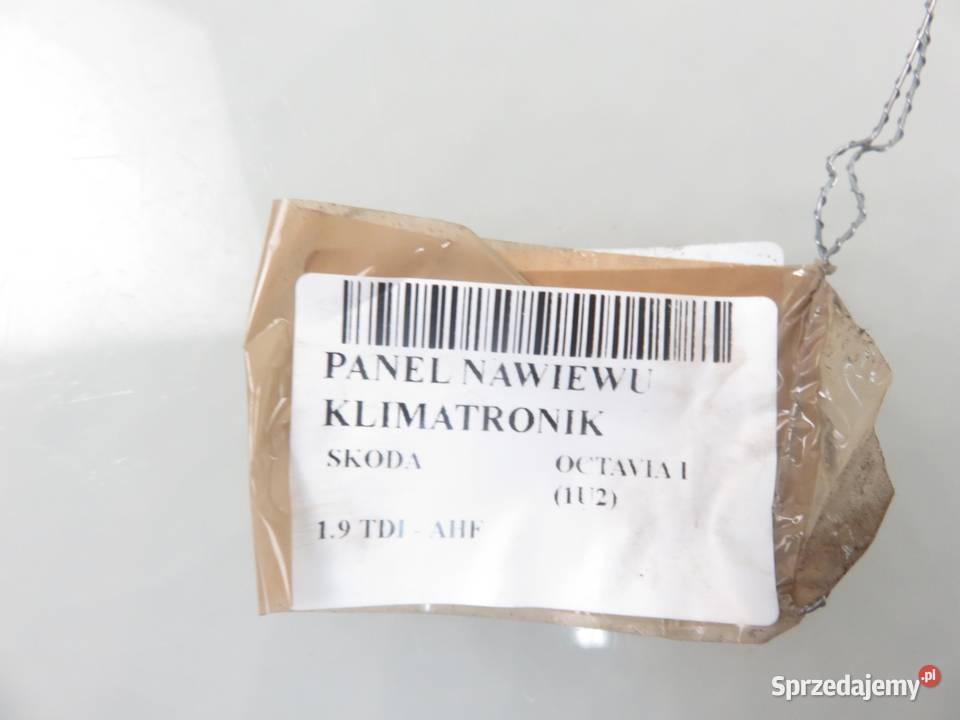 PANEL NAWIEWU
KLIMATRONIK
SKODA OCTAVIA I
(1U2)
1.9 TDI - AHF
Sprzedajemy.pl